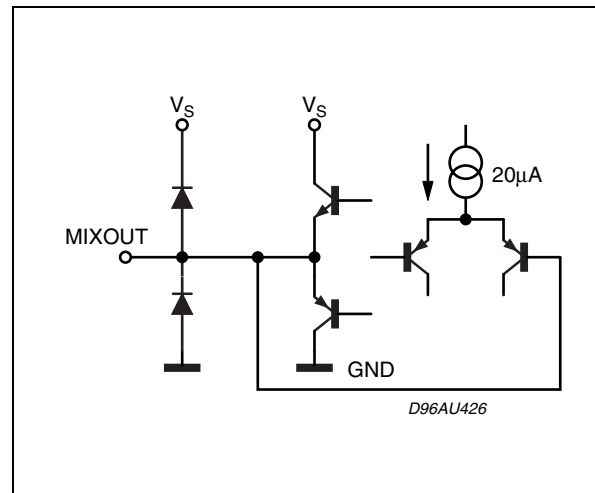 V_S
V_S
20μA
MIXOUT
GND
D96AU426